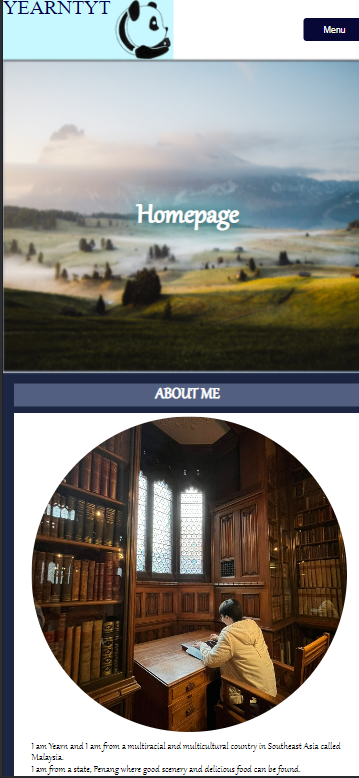 YEARNTYT
Menu
Homepage
ABOUT ME
I am Yearn and I am from a multiracial and multicultural country in Southeast Asia called
Malaysia.
I am from a state, Penang where good scenery and delicious food can be found.